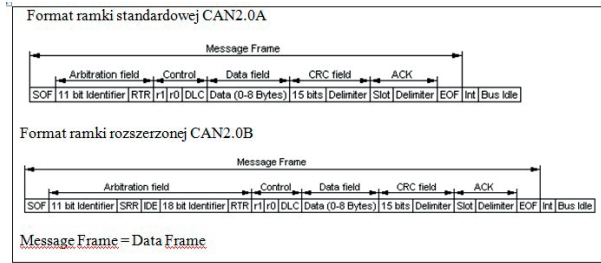 Format ramki standardowej CAN2.0A
Message Frame
Arbitration field Control Data field CRC field ACK
SOF 11 bit Identifier RTR r1 r0 DLC Data (0-8 Bytes) 15 bits Delimiter Slot Delimiter EOF Int Bus Idle
Format ramki rozszerzonej CAN2.0B
Message Frame
Arbitration field Control Data field CRC field ACK
SOF 11 bit Identifier SRR IDE 18 bit Identifier RTR r1 r0 DLC Data (0-8 Bytes) 15 bits Delimiter Slot Delimiter EOF Int Bus Idle
Message Frame = Data Frame